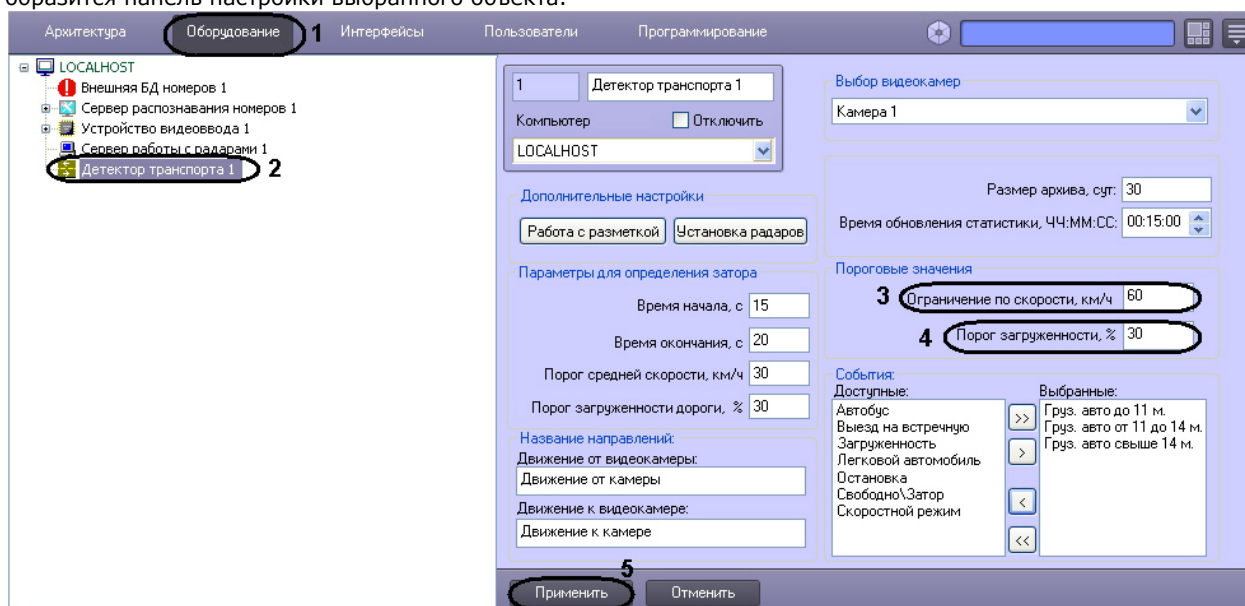 образится панель настройки выбранного объекта.
Архитектура Оборудование 1 Интерфейсы Пользователи Программирование
LOCALHOST
Внешняя БД номеров 1
Сервер распознавания номеров 1
Устройство видеоввода 1
Сервер работы с радарами 1
Детектор транспорта 1 2
1 Детектор транспорта 1
Компьютер Отключить
LOCALHOST
Дополнительные настройки
Работа с разметкой Установка радаров
Параметры для определения затора
Время начала, с 15
Время окончания, с 20
Порог средней скорости, км/ч 30
Порог загруженности дороги, % 30
Название направлений:
Движение от видеокамеры:
Движение от камеры
Движение к видеокамере:
Движение к камере
Выбор видеокамер
Камера 1
Размер архива, сут: 30
Время обновления статистики, ЧЧ:ММ:СС: 00:15:00
Пороговые значения
3 Ограничение по скорости, км/ч 60
4 Порог загруженности, % 30
События:
Доступные: Выбранные:
Автобус
Выезд на встречную
Загруженность
Легковой автомобиль
Остановка
Свободно\Затор
Скоростной режим
>>
>
<
<<
Груз. авто до 11 м.
Груз. авто от 11 до 14 м.
Груз. авто свыше 14 м.
5
Применить Отменить